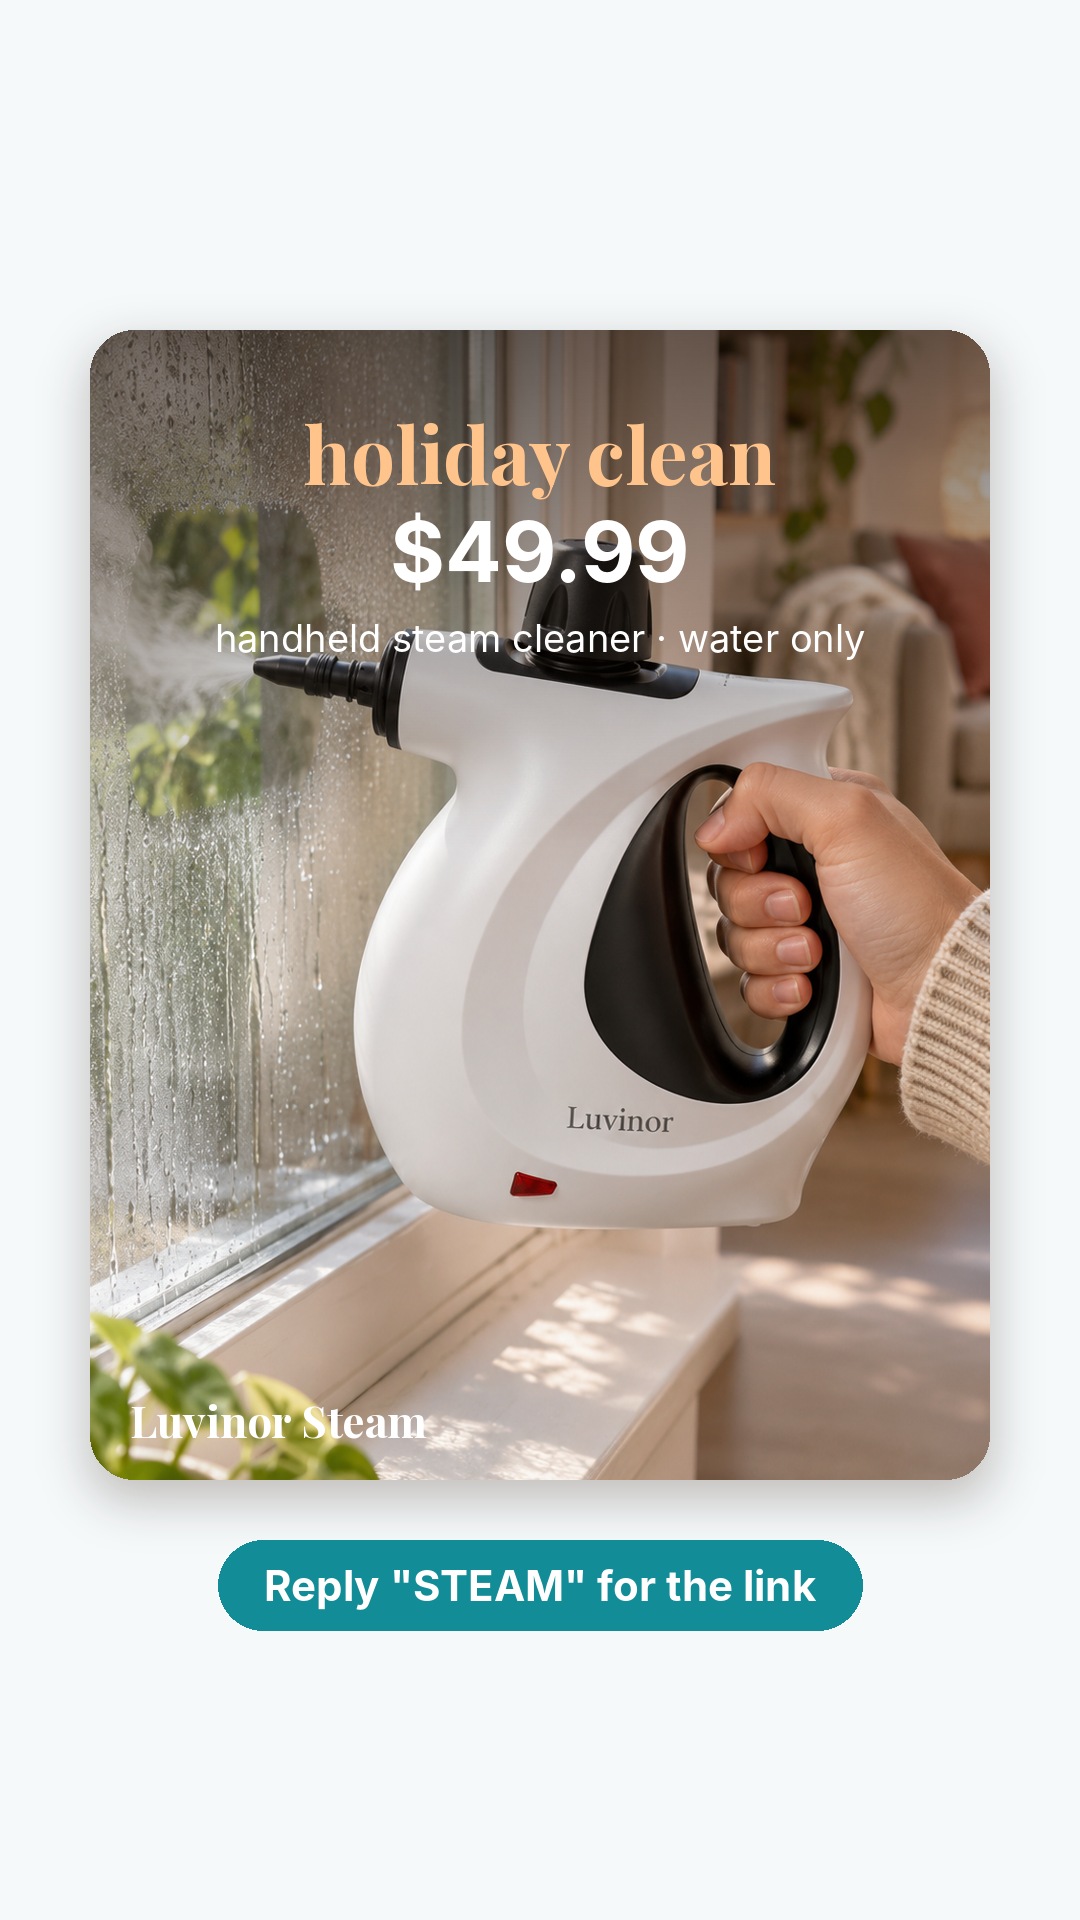 holiday clean
$49.99
handheld steam cleaner · water only
Luvinor
Luvinor Steam
Reply "STEAM" for the link